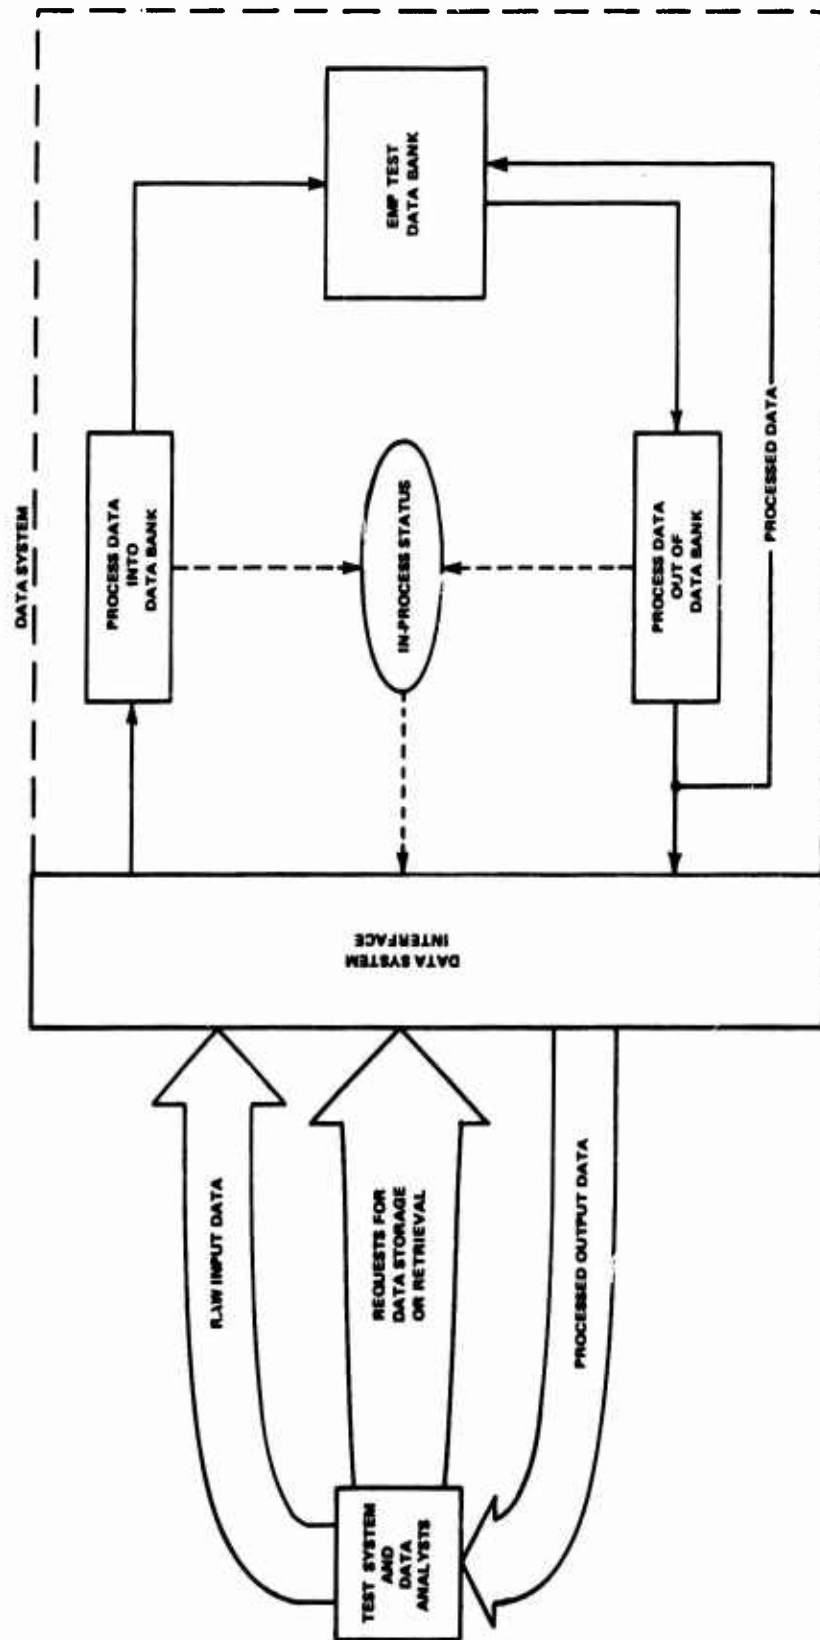 DATA SYSTEM
PROCESS DATA
INTO
DATA BANK
EMP TEST
DATA BANK
IN-PROCESS STATUS
PROCESS DATA
OUT OF
DATA BANK
PROCESSED DATA
DATA SYSTEM
INTERFACE
RAW INPUT DATA
REQUESTS FOR
DATA STORAGE
OR RETRIEVAL
PROCESSED OUTPUT DATA
TEST SYSTEM
AND
DATA
ANALYSTS